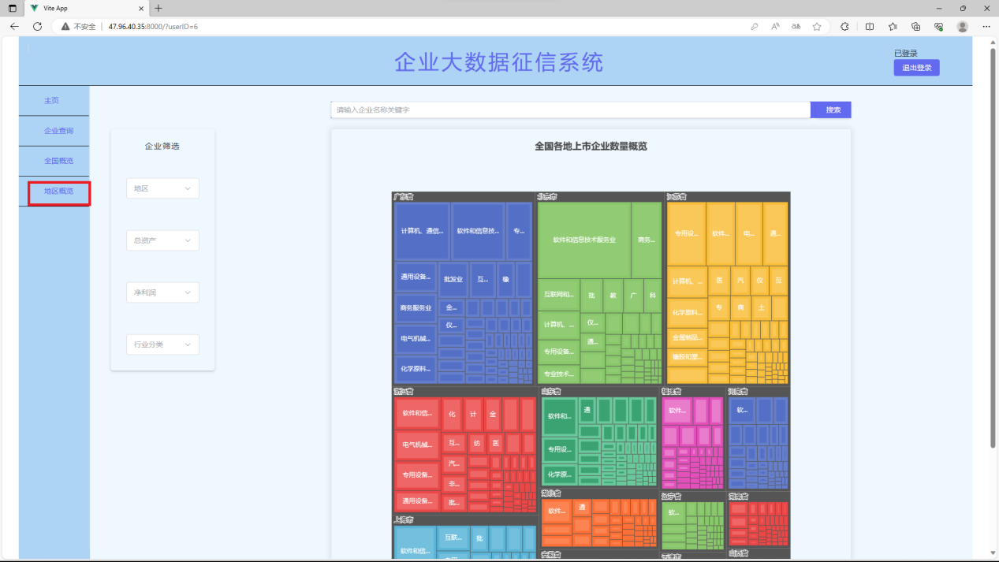 Vite App
不安全 47.96.40.35:8000/?userID=6
企业大数据征信系统
已登录
退出登录
主页
企业查询
全国概览
地区概览
请输入企业名称关键字
搜索
企业筛选
地区
总资产
净利润
行业分类
全国各地上市企业数量概览
广东省
计算机、通信...
软件和信息技...
专...
通用设备...
批发业
互...
橡
商务服务业
金...
仪...
电气机械...
化学原料...
北京市
软件和信息技术服务业
商务...
互联网和...
批
教
广
科
计算机、...
仪...
专用设备...
通...
专业技术...
江苏省
专用设...
软件...
电...
通...
计算机、...
医
汽
仪
互
化学原料...
专
商
土
金属制品...
橡胶和塑...
浙江省
软件和信...
化
计
金
电气机械...
互...
纺
医
专用设备...
汽...
非...
通用设备...
批...
山东省
软件和...
通
专用设...
化学原...
福建省
软件...
河南省
软...
湖北省
软件...
通
辽宁省
软...
湖南省
上海市
软件和信...
互联...
批
安徽省
山西省